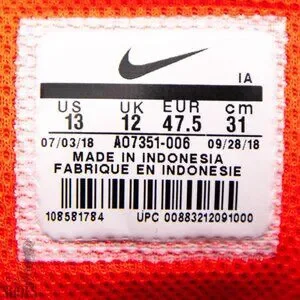 IA
US UK EUR cm
13 12 47.5 31
07/03/18 AO7351-006 09/28/18
MADE IN INDONESIA
FABRIQUE EN INDONESIE
108581784 UPC 00883212091000